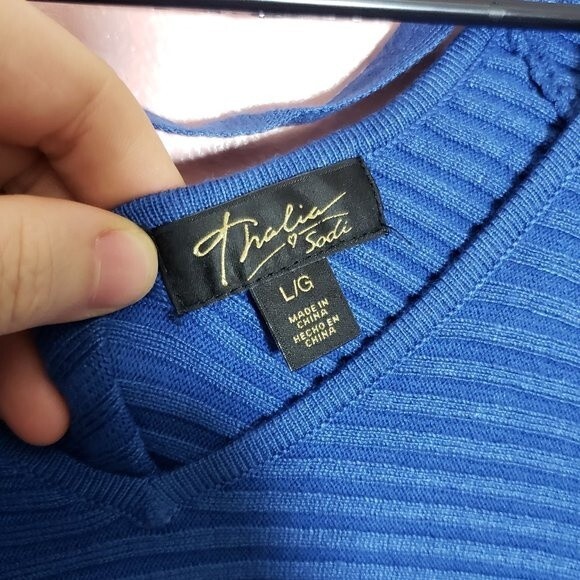 Thalia
Sodi
L/G
MADE IN
CHINA
HECHO EN
CHINA